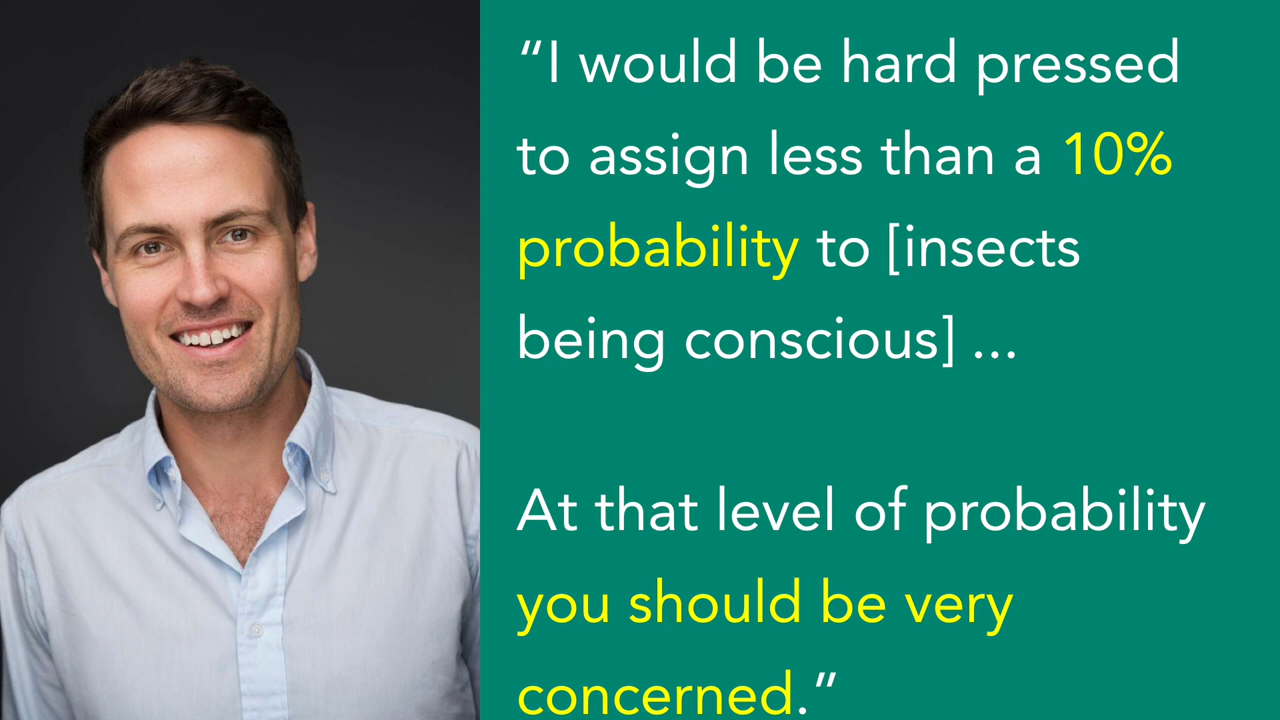 “I would be hard pressed
to assign less than a 10%
probability to [insects
being conscious] ...
At that level of probability
you should be very
concerned.”